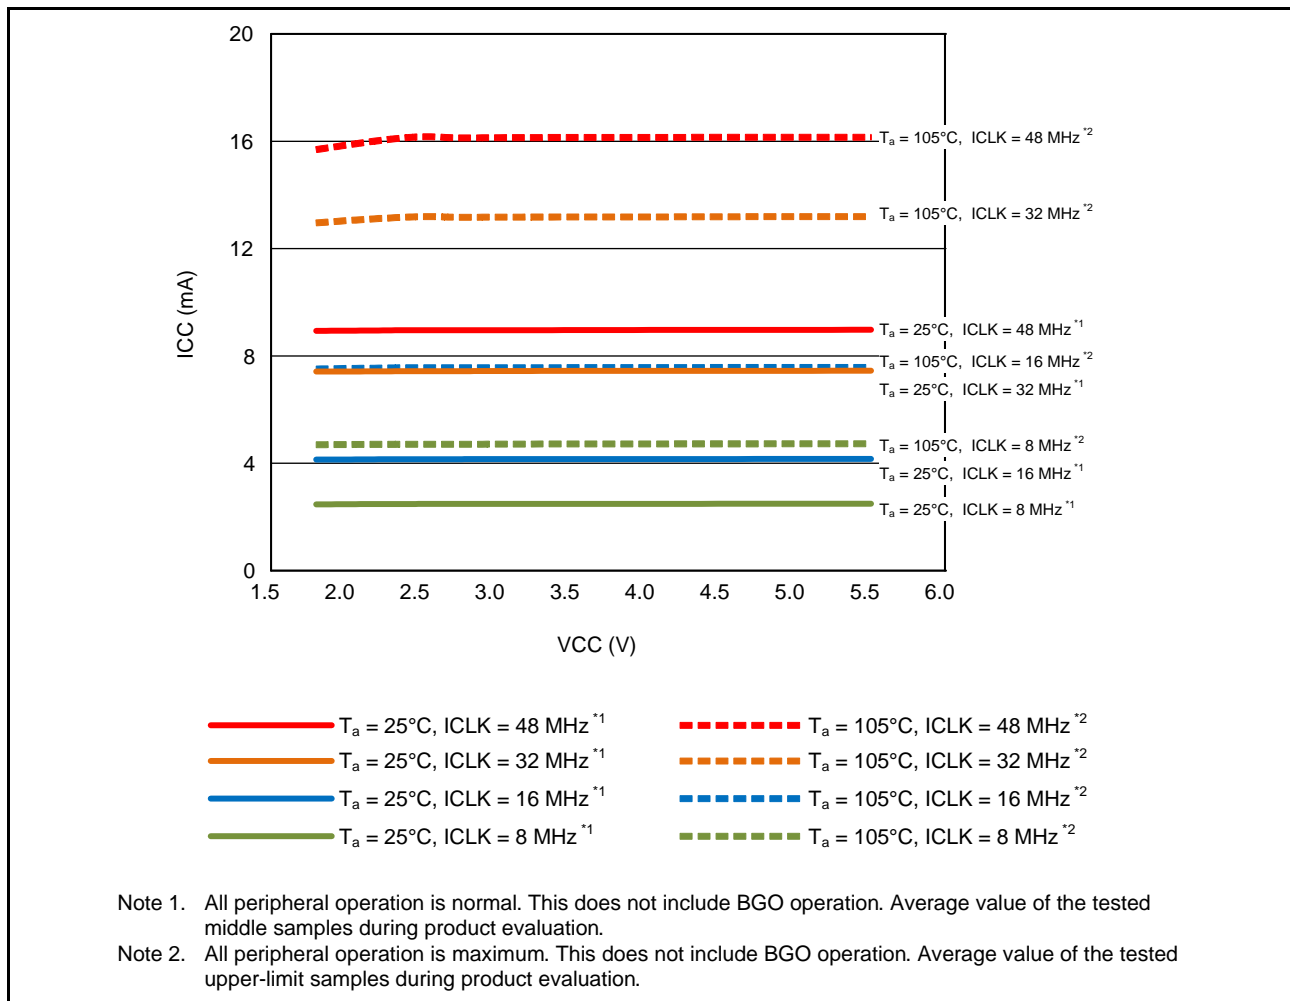 20
16
12
8
4
0
ICC (mA)
1.5 2.0 2.5 3.0 3.5 4.0 4.5 5.0 5.5 6.0
VCC (V)
Ta = 105°C, ICLK = 48 MHz *2
Ta = 105°C, ICLK = 32 MHz *2
Ta = 25°C, ICLK = 48 MHz *1
Ta = 105°C, ICLK = 16 MHz *2
Ta = 25°C, ICLK = 32 MHz *1
Ta = 105°C, ICLK = 8 MHz *2
Ta = 25°C, ICLK = 16 MHz *1
Ta = 25°C, ICLK = 8 MHz *1
Ta = 25°C, ICLK = 48 MHz *1
Ta = 105°C, ICLK = 48 MHz *2
Ta = 25°C, ICLK = 32 MHz *1
Ta = 105°C, ICLK = 32 MHz *2
Ta = 25°C, ICLK = 16 MHz *1
Ta = 105°C, ICLK = 16 MHz *2
Ta = 25°C, ICLK = 8 MHz *1
Ta = 105°C, ICLK = 8 MHz *2
Note 1. All peripheral operation is normal. This does not include BGO operation. Average value of the tested
middle samples during product evaluation.
Note 2. All peripheral operation is maximum. This does not include BGO operation. Average value of the tested
upper-limit samples during product evaluation.